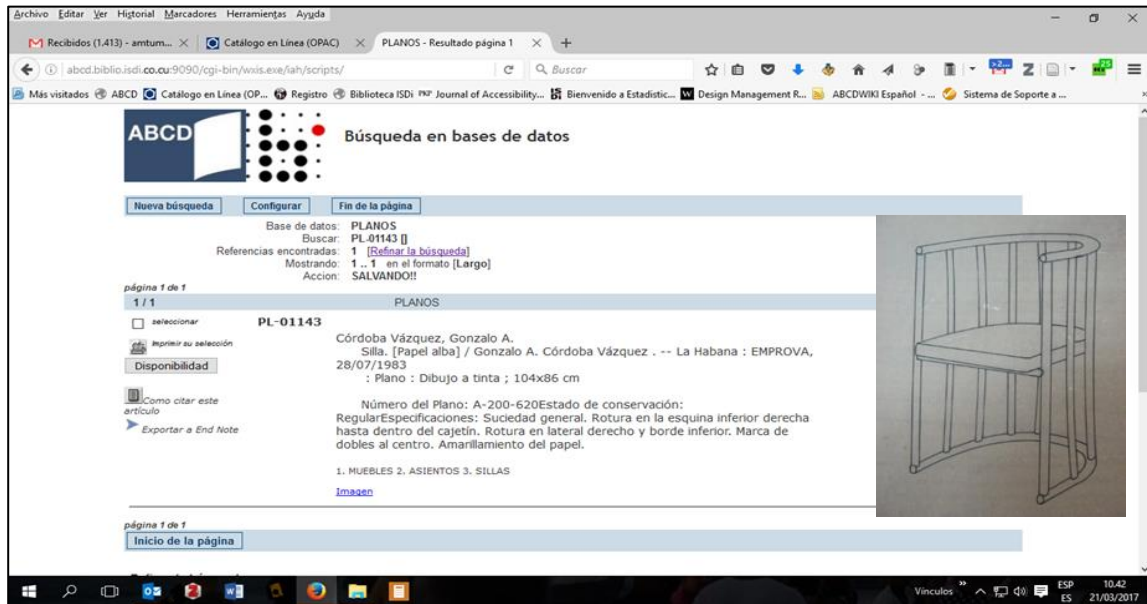 Archivo Editar Ver Historial Marcadores Herramientas Ayuda
Recibidos (1.413) - amtum... Catálogo en Línea (OPAC) PLANOS - Resultado página 1
abcd.biblio.isdi.co.cu:9090/cgi-bin/wxis.exe/iah/scripts/ Buscar
Más visitados ABCD Catálogo en Línea (OP... Registro Biblioteca ISDi Journal of Accessibility... Bienvenido a Estadistic... Design Management R... ABCDWIKI Español - ... Sistema de Soporte a ...
ABCD
Búsqueda en bases de datos
Nueva búsqueda Configurar Fin de la página
Base de datos: PLANOS
Buscar: PL-01143 []
Referencias encontradas: 1 [Refinar la búsqueda]
Mostrando: 1 .. 1 en el formato [Largo]
Accion: SALVANDO!!
página 1 de 1
1 / 1 PLANOS
seleccionar PL-01143
imprimir su selección
Disponibilidad
Como citar este
artículo
Exportar a End Note
Córdoba Vázquez, Gonzalo A.
Silla. [Papel alba] / Gonzalo A. Córdoba Vázquez . -- La Habana : EMPROVA,
28/07/1983
: Plano : Dibujo a tinta ; 104x86 cm
Número del Plano: A-200-620Estado de conservación:
RegularEspecificaciones: Suciedad general. Rotura en la esquina inferior derecha
hasta dentro del cajetín. Rotura en lateral derecho y borde inferior. Marca de
dobles al centro. Amarillamiento del papel.
1. MUEBLES 2. ASIENTOS 3. SILLAS
Imagen
página 1 de 1
Inicio de la página
Vínculos ESP 10.42
ES 21/03/2017